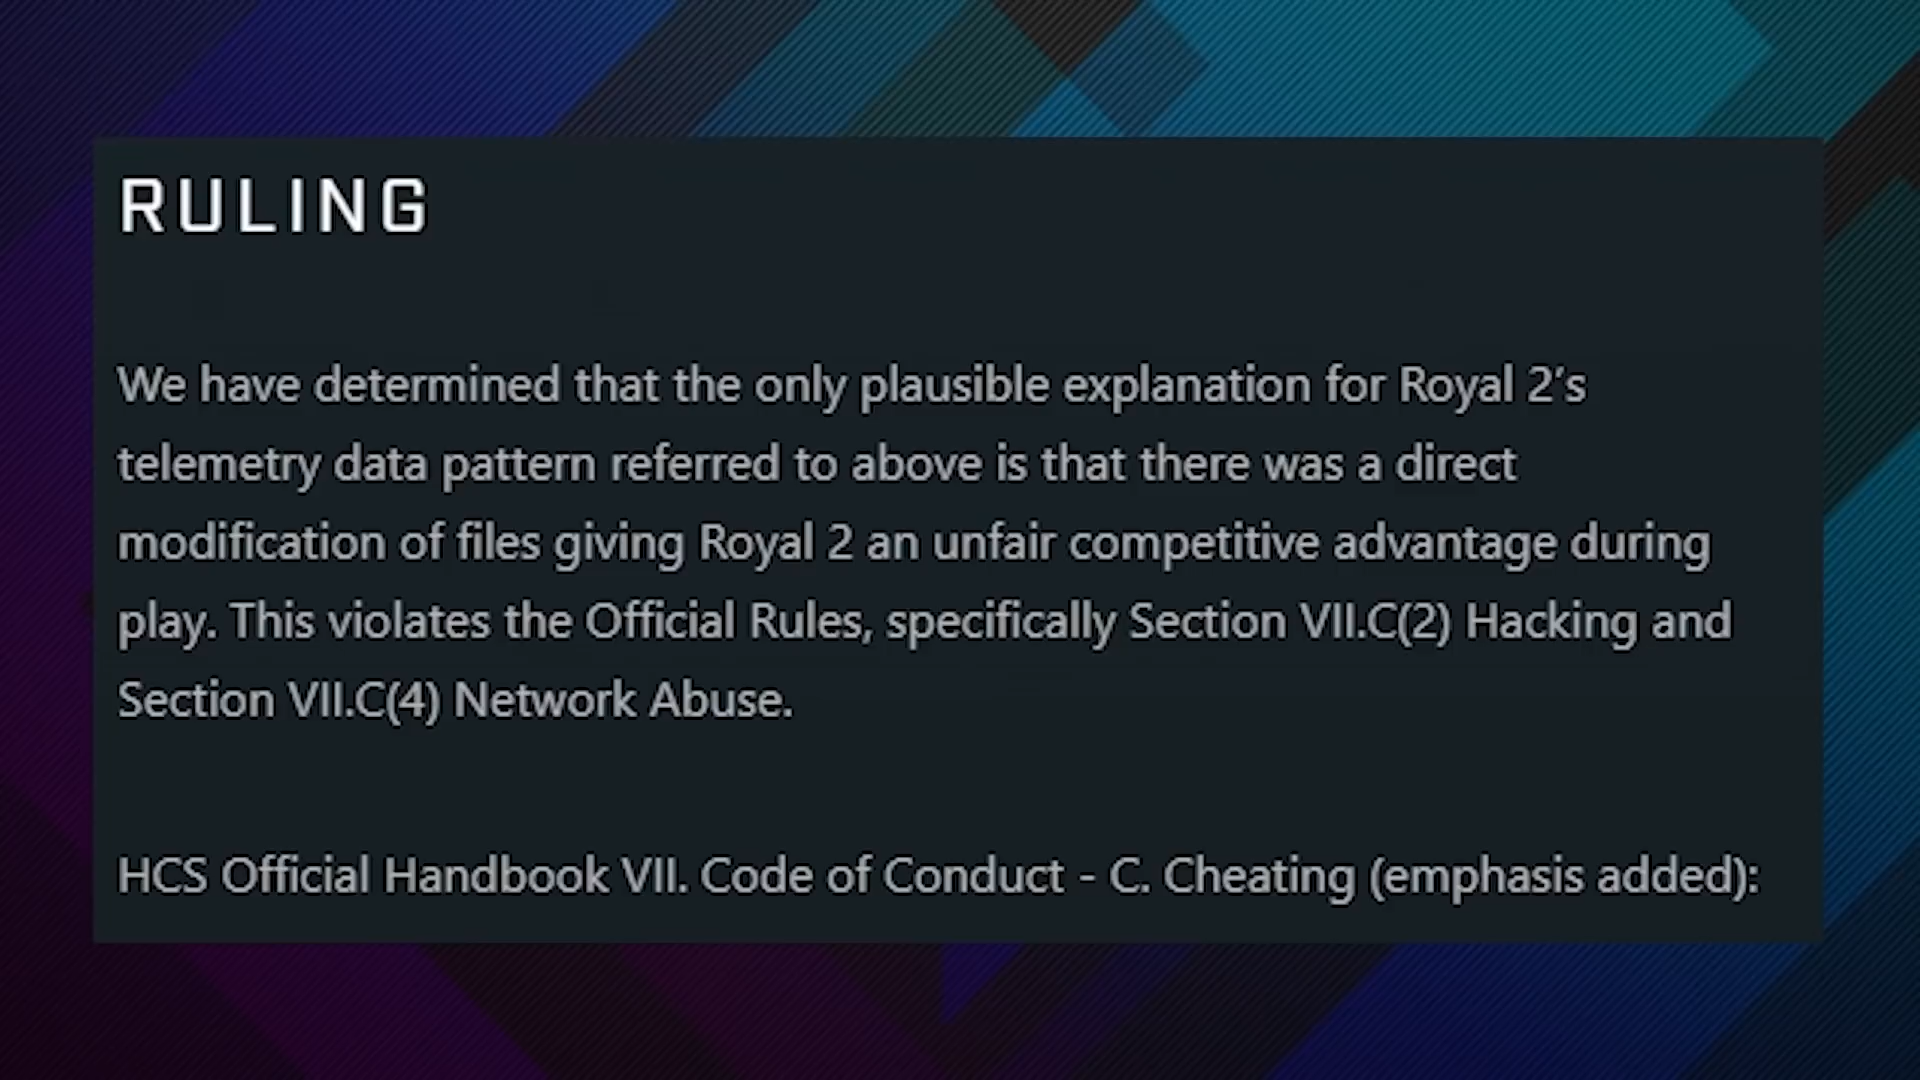 RULING
We have determined that the only plausible explanation for Royal 2’s
telemetry data pattern referred to above is that there was a direct
modification of files giving Royal 2 an unfair competitive advantage during
play. This violates the Official Rules, specifically Section VII.C(2) Hacking and
Section VII.C(4) Network Abuse.
HCS Official Handbook VII. Code of Conduct - C. Cheating (emphasis added):